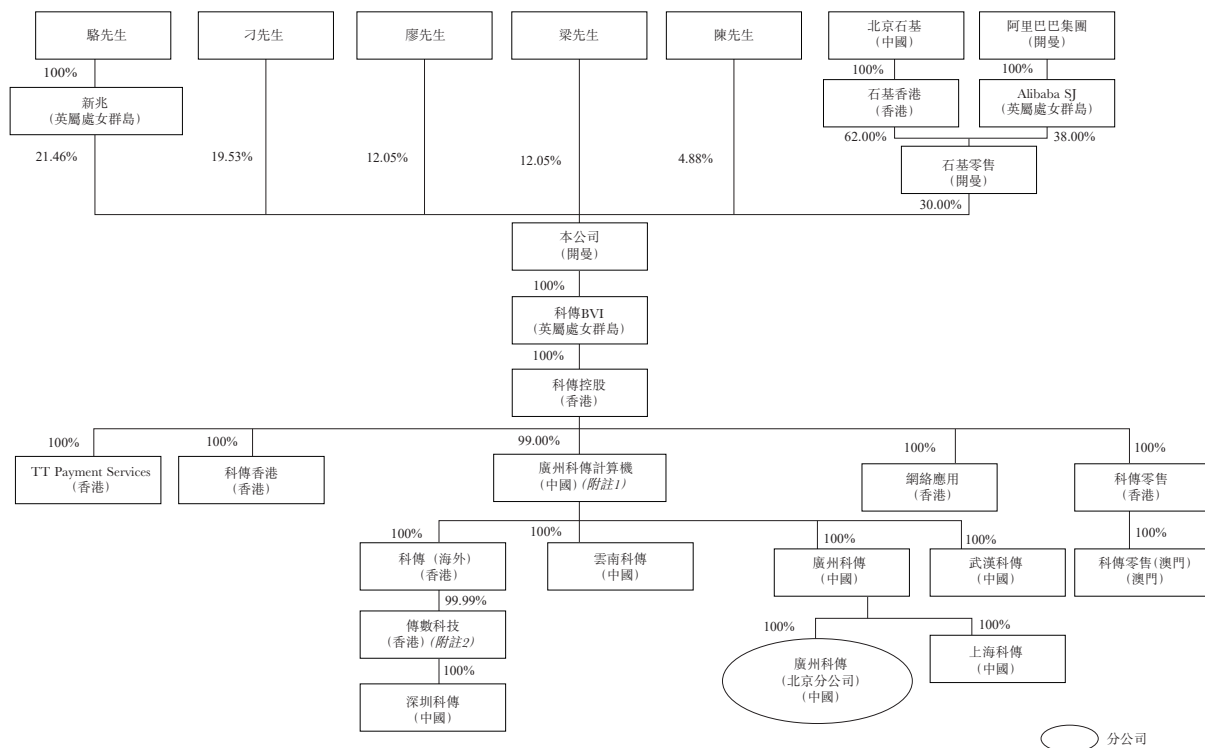 駱先生
刁先生
廖先生
梁先生
陳先生
北京石基
(中國)
阿里巴巴集團
(開曼)
100%
100%
100%
新兆
(英屬處女群島)
石基香港
(香港)
Alibaba SJ
(英屬處女群島)
21.46%
19.53%
12.05%
12.05%
4.88%
62.00%
38.00%
石基零售
(開曼)
30.00%
本公司
(開曼)
100%
科傳BVI
(英屬處女群島)
100%
科傳控股
(香港)
100%
100%
99.00%
100%
100%
TT Payment Services
(香港)
科傳香港
(香港)
廣州科傳計算機
(中國)(附註1)
網絡應用
(香港)
科傳零售
(香港)
100%
100%
100%
100%
100%
科傳（海外）
(香港)
雲南科傳
(中國)
廣州科傳
(中國)
武漢科傳
(中國)
科傳零售(澳門)
(澳門)
99.99%
傳數科技
(香港)(附註2)
100%
100%
廣州科傳
(北京分公司)
(中國)
上海科傳
(中國)
100%
深圳科傳
(中國)
分公司